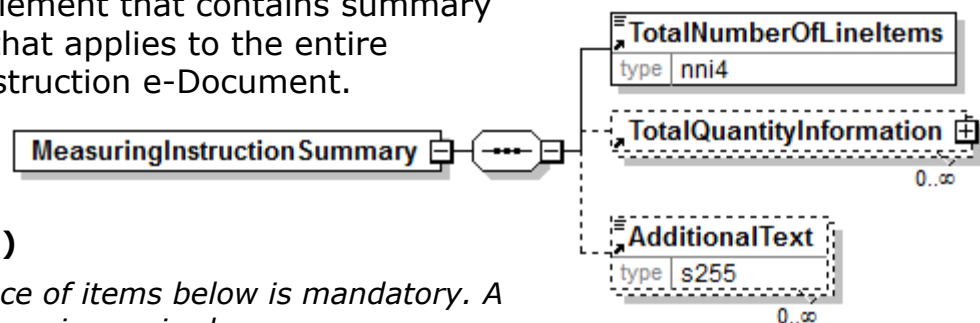 lement that contains summary
hat applies to the entire
struction e-Document.
TotalNumberOfLineItems
type nni4
MeasuringInstructionSummary
TotalQuantityInformation
0..∞
)
AdditionalText
type s255
0..∞
ce of items below is mandatory. A